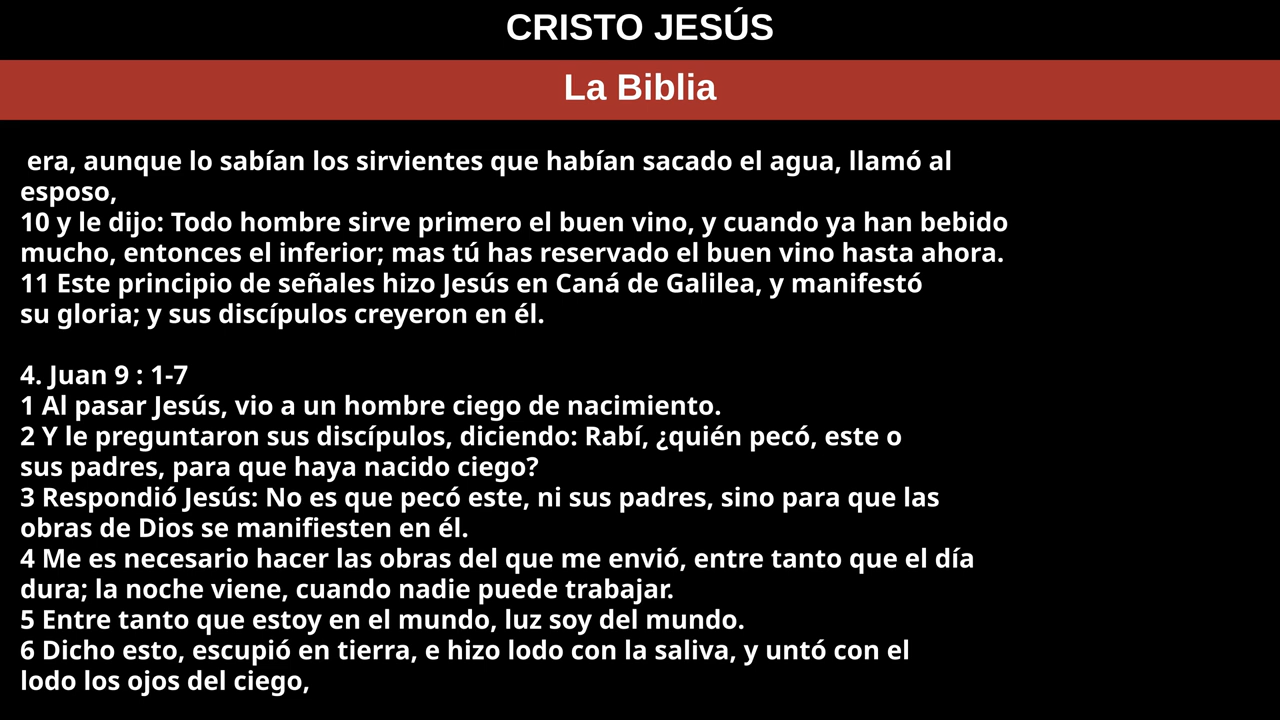 CRISTO JESÚS
La Biblia
era, aunque lo sabían los sirvientes que habían sacado el agua, llamó al
esposo,
10 y le dijo: Todo hombre sirve primero el buen vino, y cuando ya han bebido
mucho, entonces el inferior; mas tú has reservado el buen vino hasta ahora.
11 Este principio de señales hizo Jesús en Caná de Galilea, y manifestó
su gloria; y sus discípulos creyeron en él.

4. Juan 9 : 1-7
1 Al pasar Jesús, vio a un hombre ciego de nacimiento.
2 Y le preguntaron sus discípulos, diciendo: Rabí, ¿quién pecó, este o
sus padres, para que haya nacido ciego?
3 Respondió Jesús: No es que pecó este, ni sus padres, sino para que las
obras de Dios se manifiesten en él.
4 Me es necesario hacer las obras del que me envió, entre tanto que el día
dura; la noche viene, cuando nadie puede trabajar.
5 Entre tanto que estoy en el mundo, luz soy del mundo.
6 Dicho esto, escupió en tierra, e hizo lodo con la saliva, y untó con el
lodo los ojos del ciego,